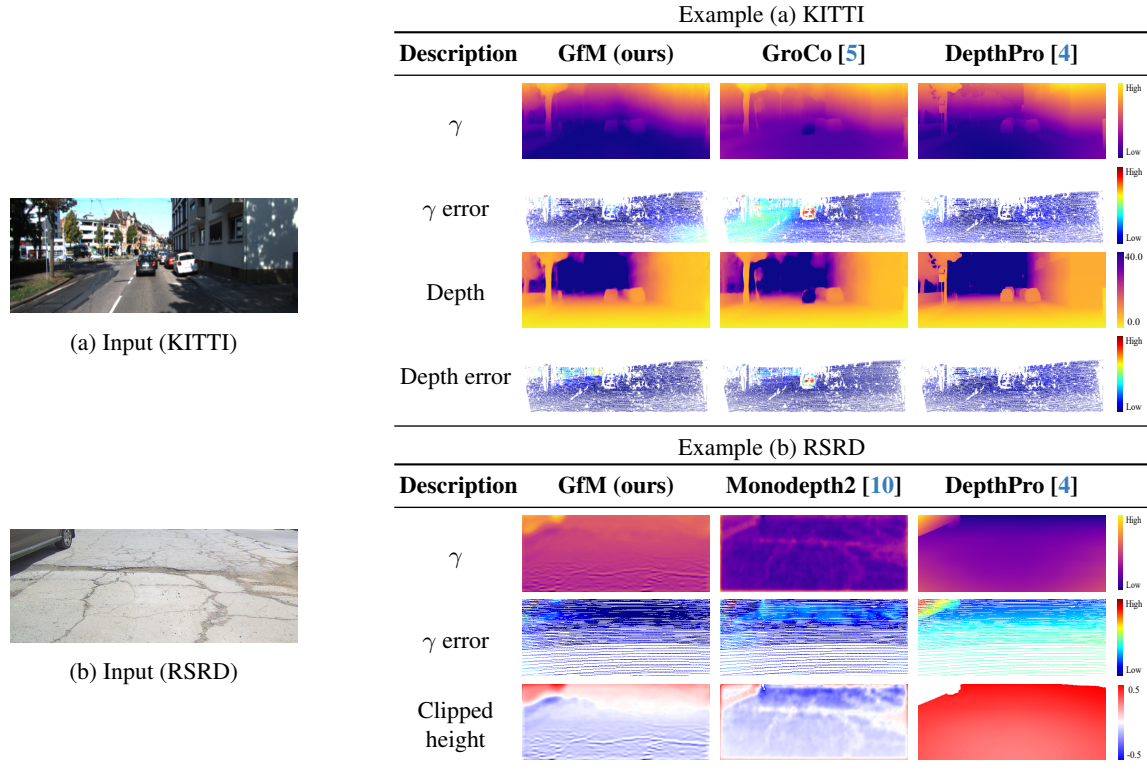 Example (a) KITTI
Description GfM (ours) GroCo [5] DepthPro [4]
γ
High
Low
γ error
High
Low
Depth
40.0
0.0
Depth error
High
Low
(a) Input (KITTI)
Example (b) RSRD
Description GfM (ours) Monodepth2 [10] DepthPro [4]
γ
High
Low
γ error
High
Low
Clipped
height
0.5
-0.5
(b) Input (RSRD)